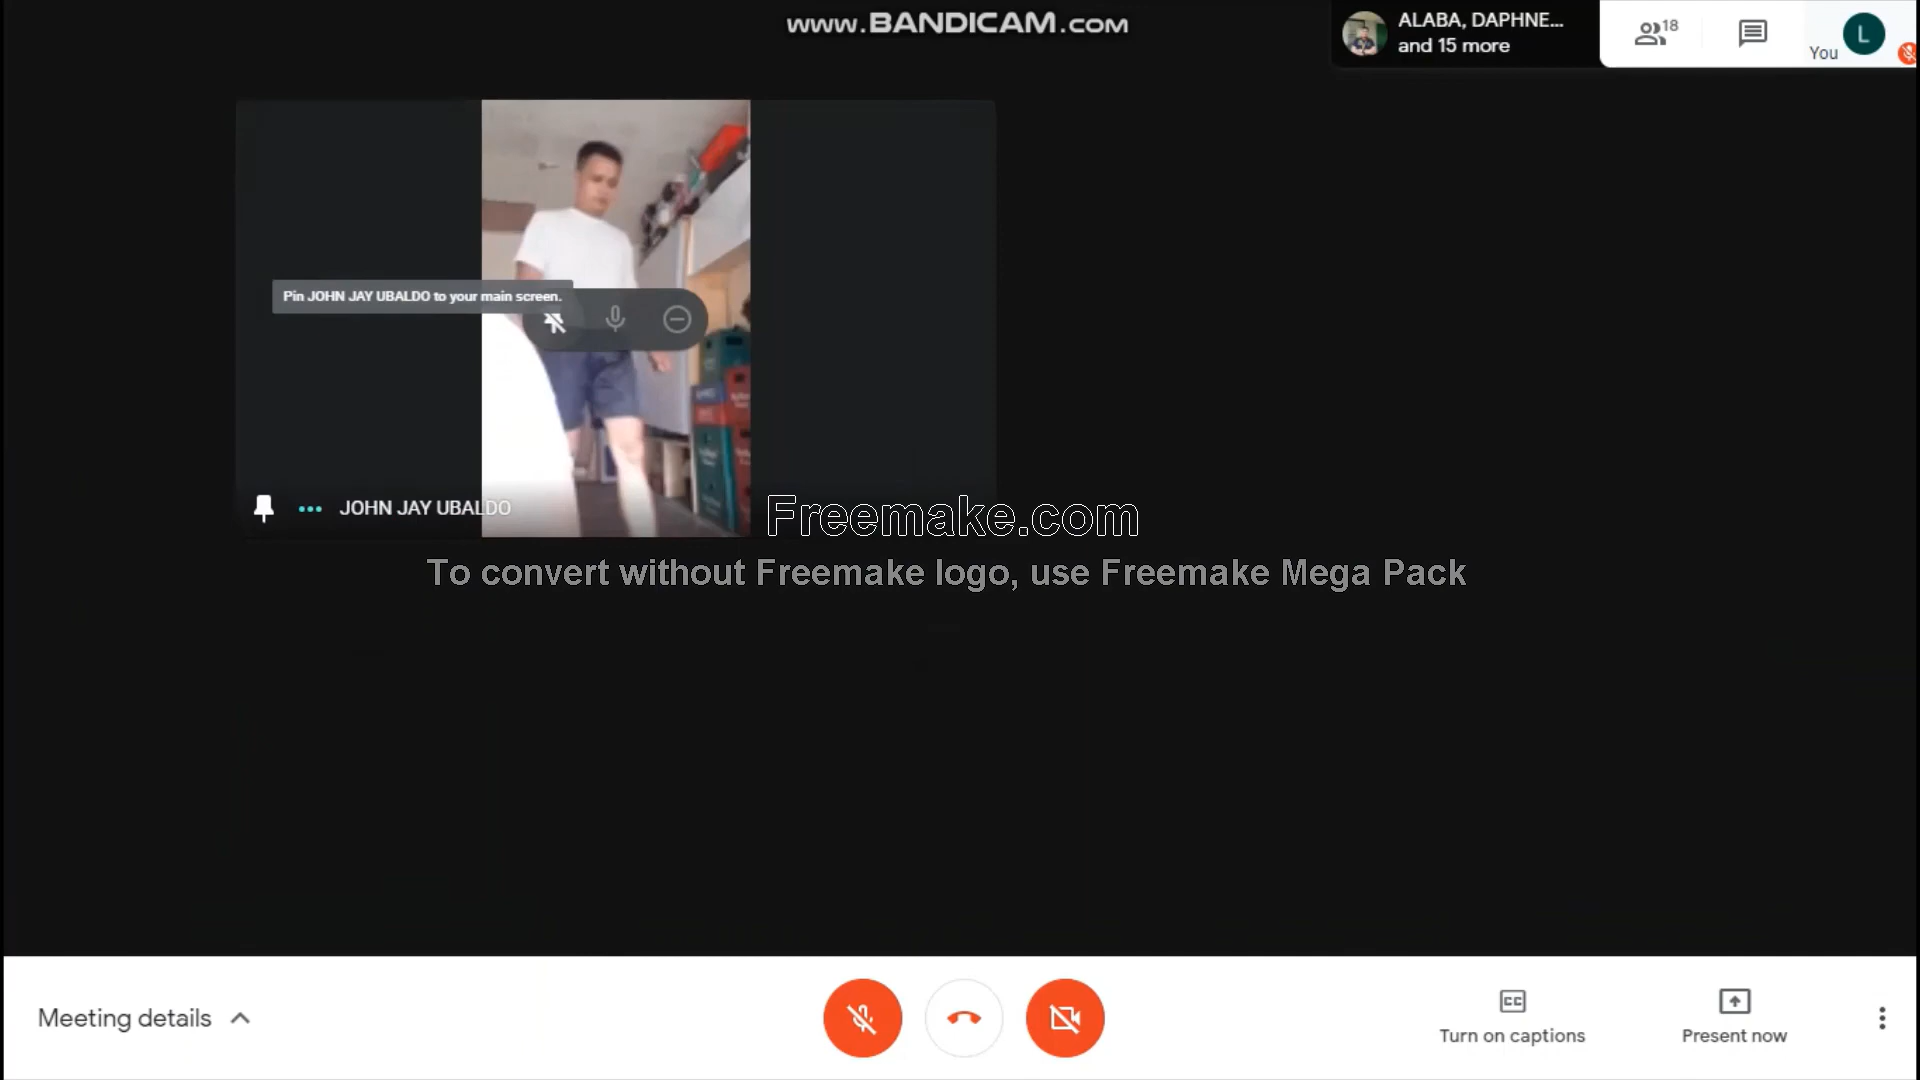 www.BANDICAM.com
ALABA, DAPHNE...
and 15 more
18
You
L
Pin JOHN JAY UBALDO to your main screen.
JOHN JAY UBALDO
Freemake.com
To convert without Freemake logo, use Freemake Mega Pack
Meeting details
CC
Turn on captions
Present now